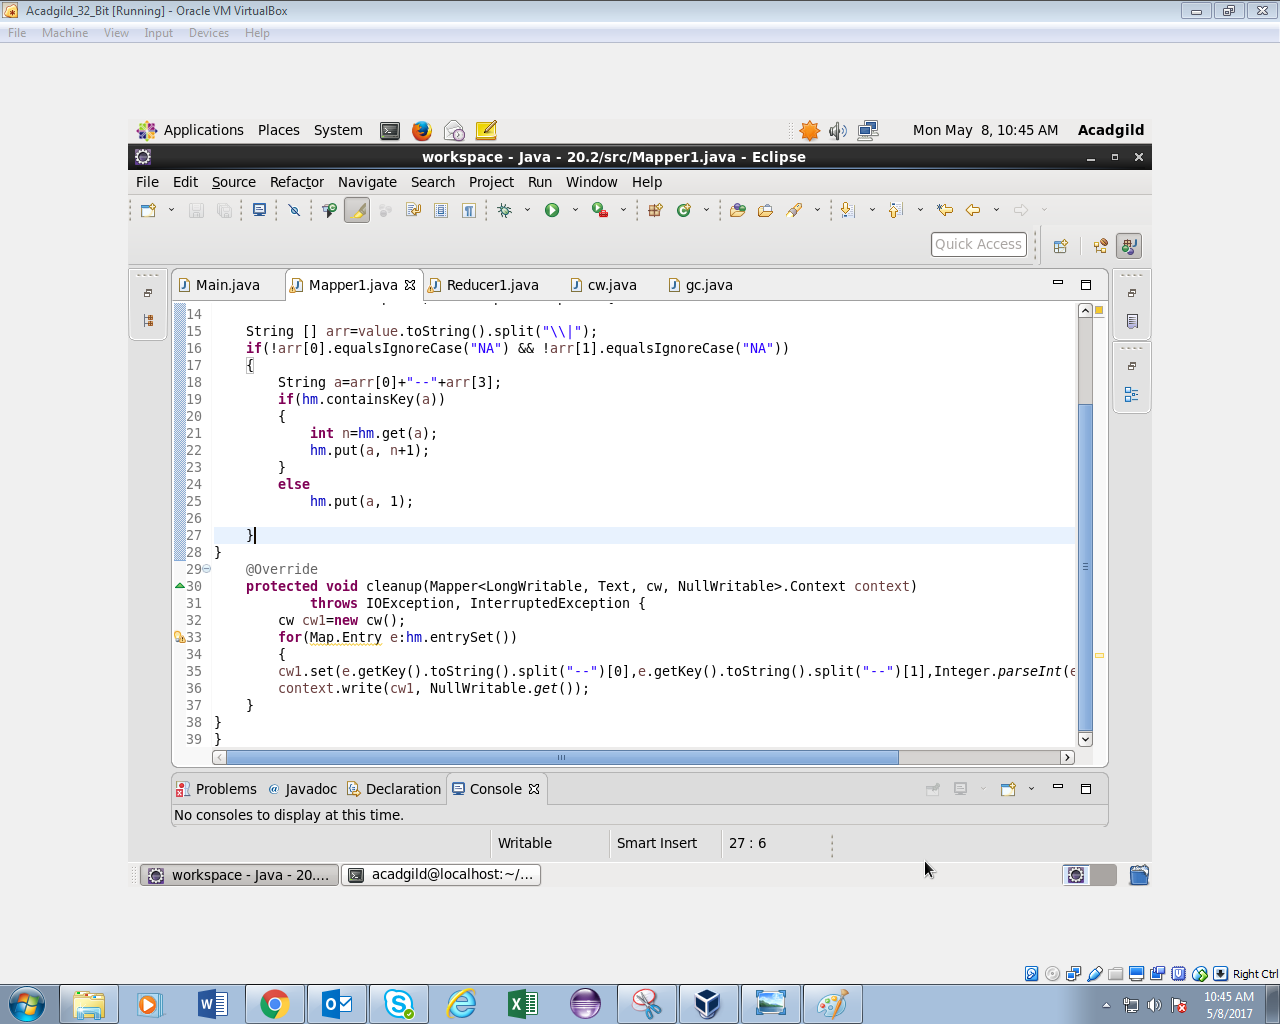 Acadgild_32_Bit [Running] - Oracle VM VirtualBox
File Machine View Input Devices Help
Applications Places System Mon May 8, 10:45 AM Acadgild
workspace - Java - 20.2/src/Mapper1.java - Eclipse
File Edit Source Refactor Navigate Search Project Run Window Help
Quick Access
Main.java Mapper1.java Reducer1.java cw.java gc.java
14
15 String [] arr=value.toString().split("\\|");
16 if(!arr[0].equalsIgnoreCase("NA") && !arr[1].equalsIgnoreCase("NA"))
17 {
18 String a=arr[0]+"--"+arr[3];
19 if(hm.containsKey(a))
20 {
21 int n=hm.get(a);
22 hm.put(a, n+1);
23 }
24 else
25 hm.put(a, 1);
26
27 }
28 }
29 @Override
30 protected void cleanup(Mapper<LongWritable, Text, cw, NullWritable>.Context context)
31 throws IOException, InterruptedException {
32 cw cw1=new cw();
33 for(Map.Entry e:hm.entrySet())
34 {
35 cw1.set(e.getKey().toString().split("--")[0],e.getKey().toString().split("--")[1],Integer.parseInt(e
36 context.write(cw1, NullWritable.get());
37 }
38 }
39 }
Problems @ Javadoc Declaration Console
No consoles to display at this time.
Writable Smart Insert 27 : 6
workspace - Java - 20.... acadgild@localhost:~/...
Right Ctrl
10:45 AM
5/8/2017